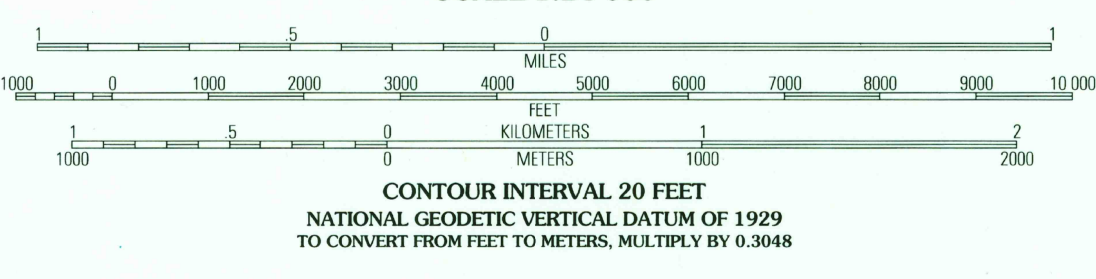 1 .5 0 1
MILES
1000 0 1000 2000 3000 4000 5000 6000 7000 8000 9000 10 000
FEET
1 .5 0 KILOMETERS 1 2
1000 0 METERS 1000 2000
CONTOUR INTERVAL 20 FEET
NATIONAL GEODETIC VERTICAL DATUM OF 1929
TO CONVERT FROM FEET TO METERS, MULTIPLY BY 0.3048